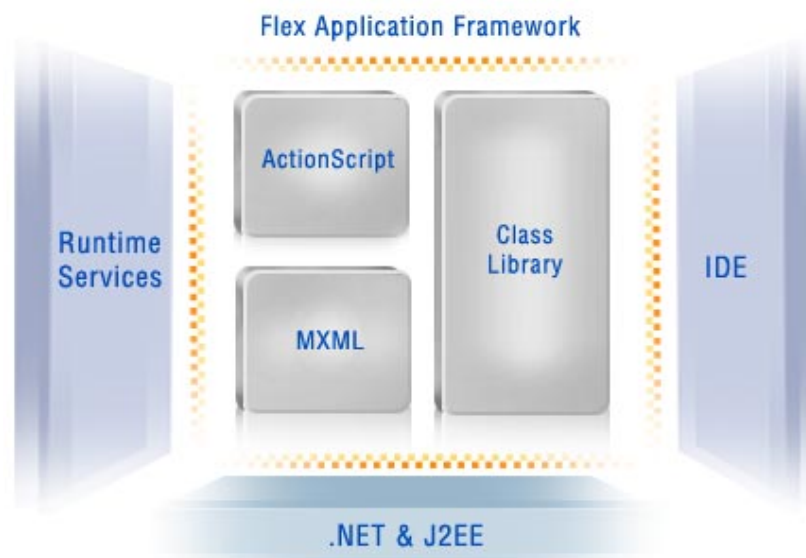 Flex Application Framework
ActionScript
Runtime
Services
Class
Library
IDE
MXML
.NET & J2EE